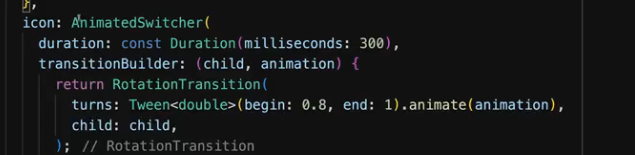 },
icon: AnimatedSwitcher(
duration: const Duration(milliseconds: 300),
transitionBuilder: (child, animation) {
return RotationTransition(
turns: Tween<double>(begin: 0.8, end: 1).animate(animation),
child: child,
); // RotationTransition